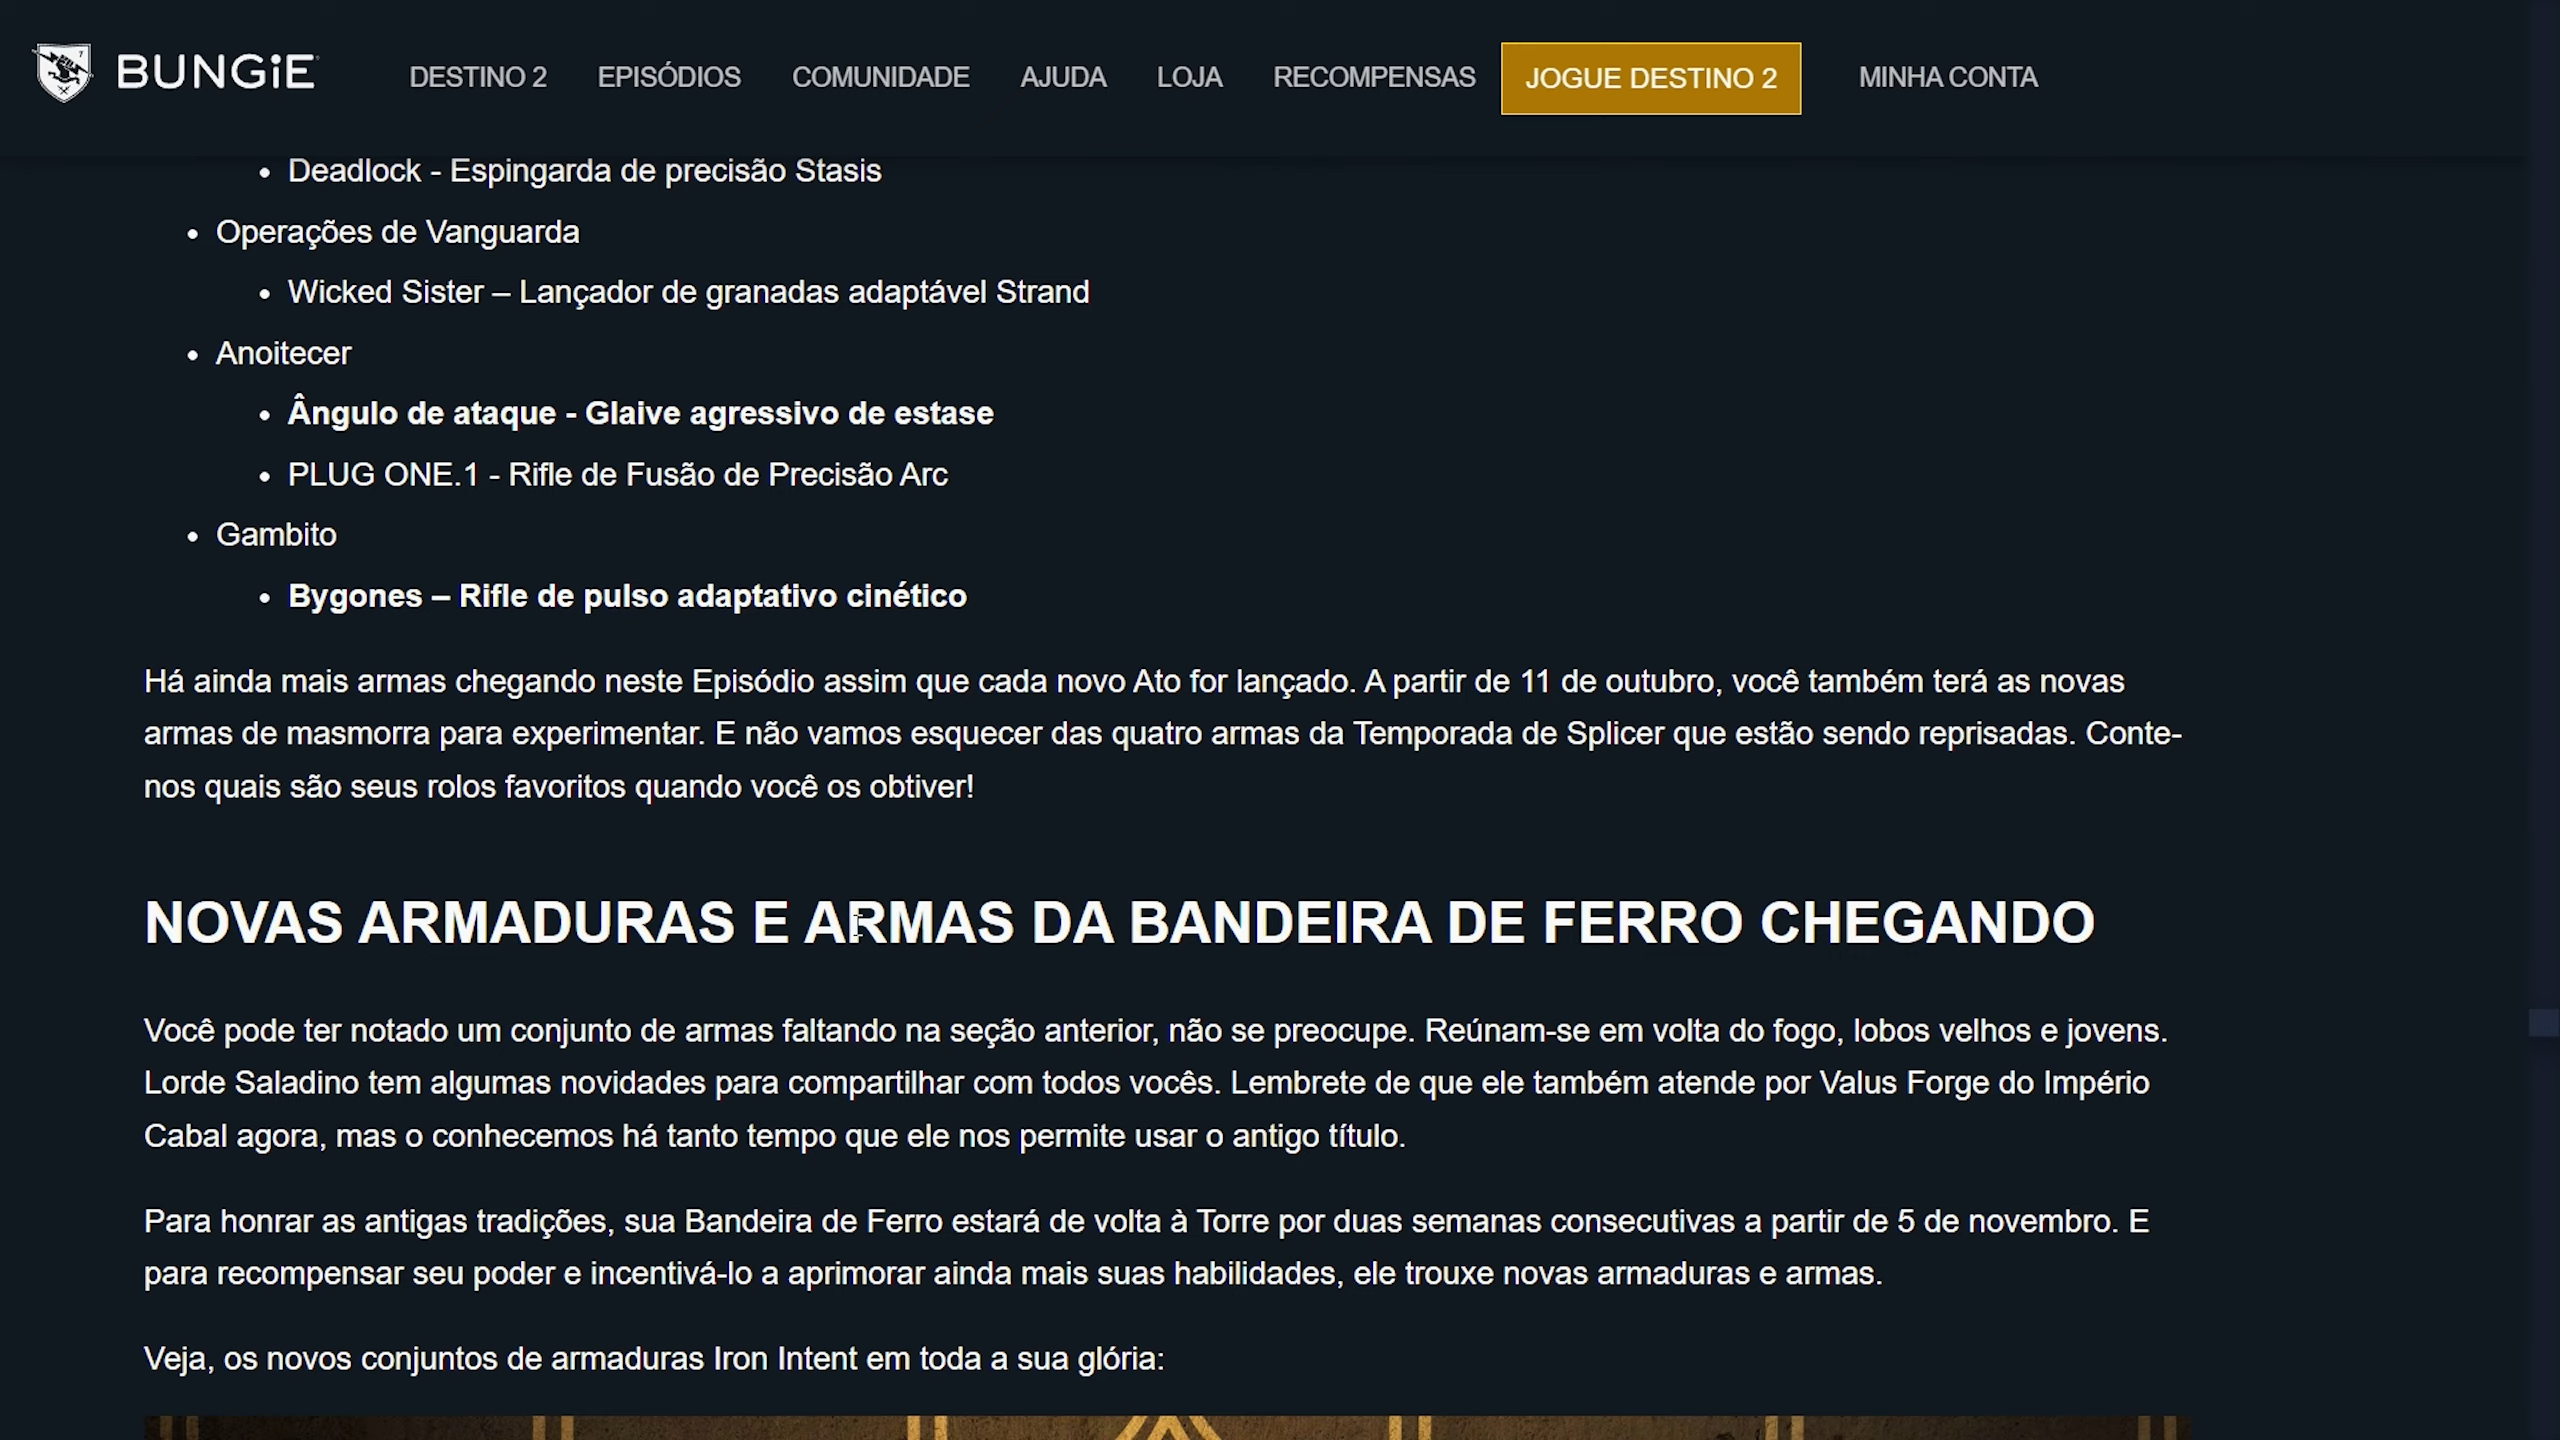 BUNGiE DESTINO 2 EPISÓDIOS COMUNIDADE AJUDA LOJA RECOMPENSAS JOGUE DESTINO 2 MINHA CONTA
• Deadlock - Espingarda de precisão Stasis
• Operações de Vanguarda
• Wicked Sister – Lançador de granadas adaptável Strand
• Anoitecer
• Ângulo de ataque - Glaive agressivo de estase
• PLUG ONE.1 - Rifle de Fusão de Precisão Arc
• Gambito
• Bygones – Rifle de pulso adaptativo cinético
Há ainda mais armas chegando neste Episódio assim que cada novo Ato for lançado. A partir de 11 de outubro, você também terá as novas
armas de masmorra para experimentar. E não vamos esquecer das quatro armas da Temporada de Splicer que estão sendo reprisadas. Conte-
nos quais são seus rolos favoritos quando você os obtiver!
NOVAS ARMADURAS E ARMAS DA BANDEIRA DE FERRO CHEGANDO
Você pode ter notado um conjunto de armas faltando na seção anterior, não se preocupe. Reúnam-se em volta do fogo, lobos velhos e jovens.
Lorde Saladino tem algumas novidades para compartilhar com todos vocês. Lembrete de que ele também atende por Valus Forge do Império
Cabal agora, mas o conhecemos há tanto tempo que ele nos permite usar o antigo título.
Para honrar as antigas tradições, sua Bandeira de Ferro estará de volta à Torre por duas semanas consecutivas a partir de 5 de novembro. E
para recompensar seu poder e incentivá-lo a aprimorar ainda mais suas habilidades, ele trouxe novas armaduras e armas.
Veja, os novos conjuntos de armaduras Iron Intent em toda a sua glória: